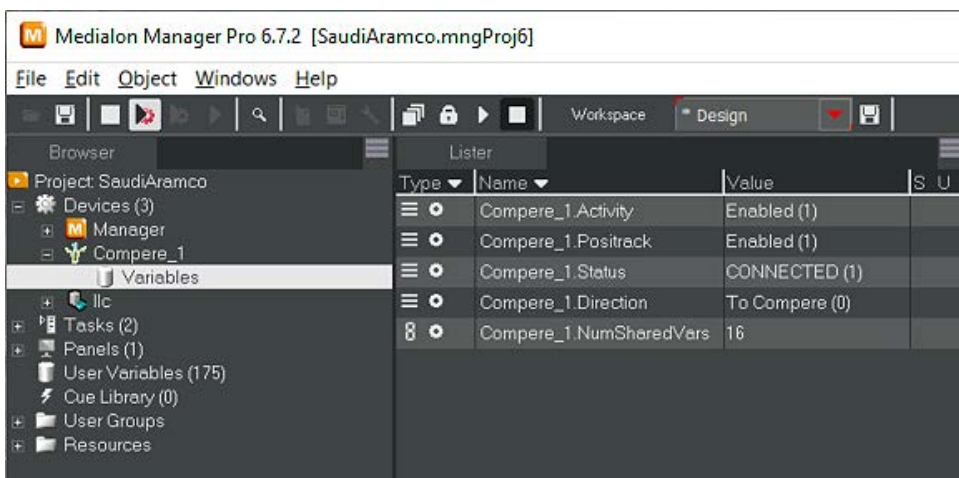 Medialon Manager Pro 6.7.2 [SaudiAramco.mngProj6]
File Edit Object Windows Help
Workspace * Design
Browser
Project: SaudiAramco
Devices (3)
Manager
Compere_1
Variables
llc
Tasks (2)
Panels (1)
User Variables (175)
Cue Library (0)
User Groups
Resources
Lister
Type Name Value S U
Compere_1.Activity Enabled (1)
Compere_1.Positrack Enabled (1)
Compere_1.Status CONNECTED (1)
Compere_1.Direction To Compere (0)
Compere_1.NumSharedVars 16